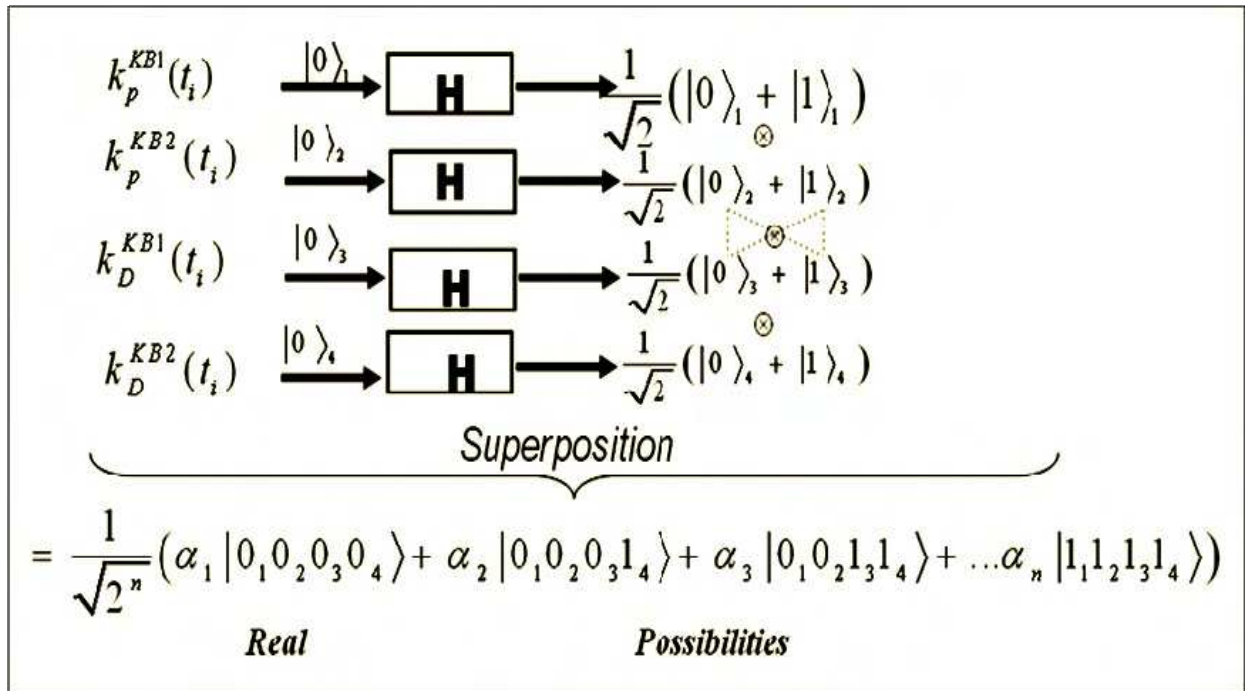 k_p^{KB1}(t_i) |0⟩_1 H 1/√2 (|0⟩_1 + |1⟩_1)
⊗
k_p^{KB2}(t_i) |0⟩_2 H 1/√2 (|0⟩_2 + |1⟩_2)
⊗
k_D^{KB1}(t_i) |0⟩_3 H 1/√2 (|0⟩_3 + |1⟩_3)
⊗
k_D^{KB2}(t_i) |0⟩_4 H 1/√2 (|0⟩_4 + |1⟩_4)
Superposition
= 1/√2^n (α_1 |0_1 0_2 0_3 0_4⟩ + α_2 |0_1 0_2 0_3 1_4⟩ + α_3 |0_1 0_2 1_3 1_4⟩ + ...α_n |1_1 1_2 1_3 1_4⟩)
Real Possibilities